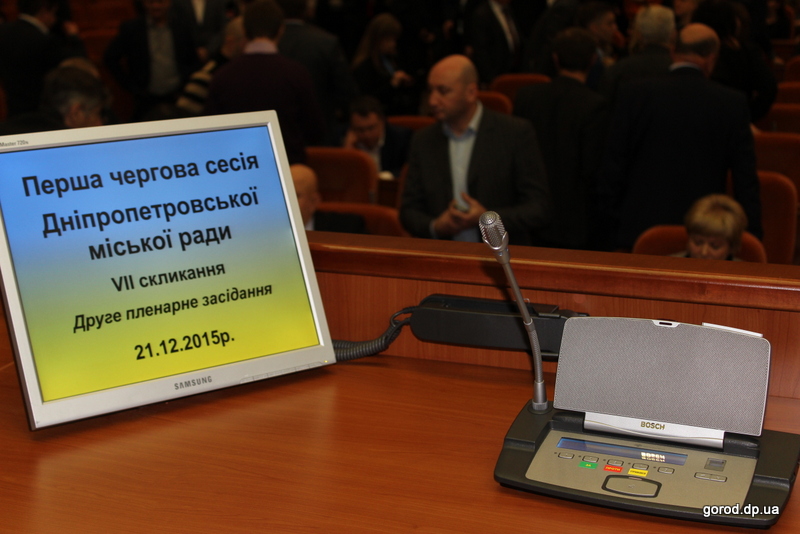 Перша чергова сесія
Дніпропетровської
міської ради
VII скликання
Друге пленарне засідання
21.12.2015р.
SAMSUNG
BOSCH
gorod.dp.ua